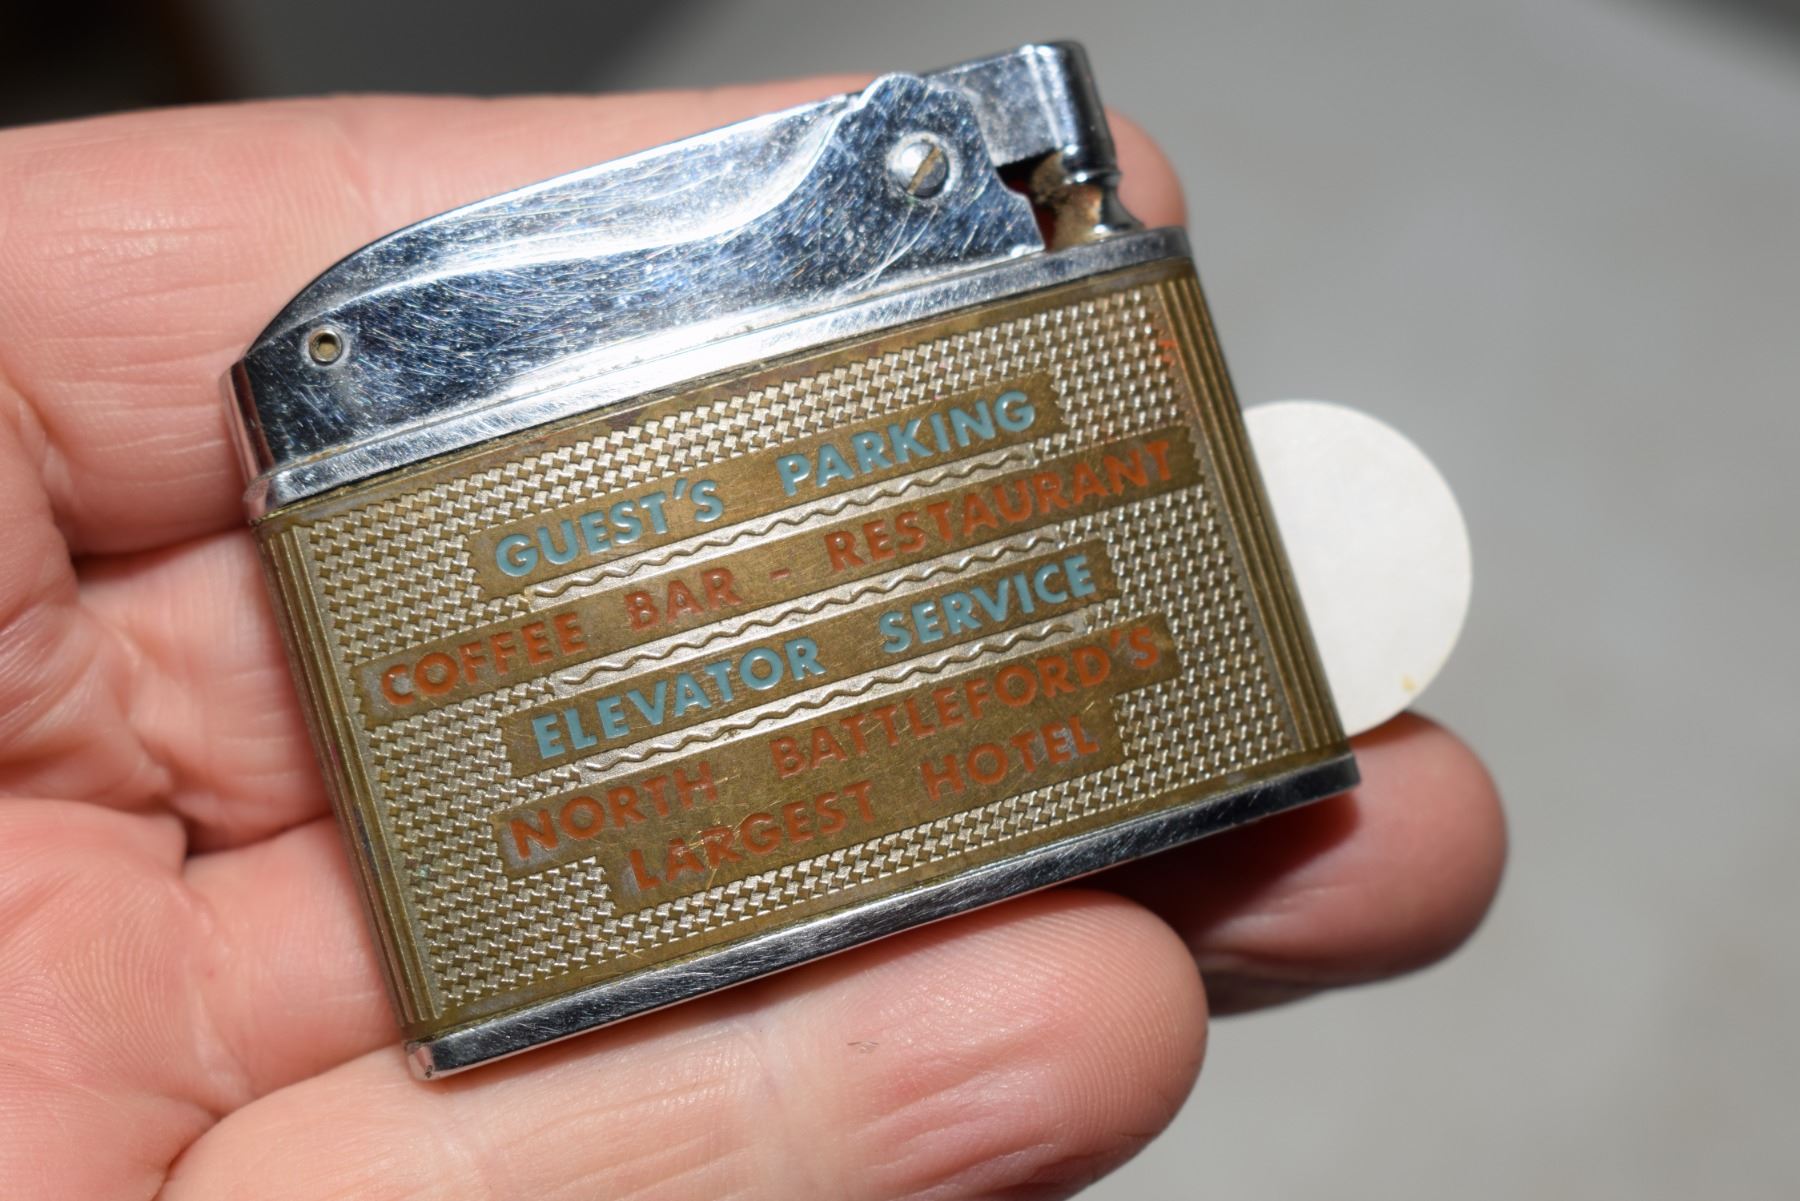 GUEST'S PARKING
COFFEE BAR - RESTAURANT
ELEVATOR SERVICE
NORTH BATTLEFORD'S
LARGEST HOTEL